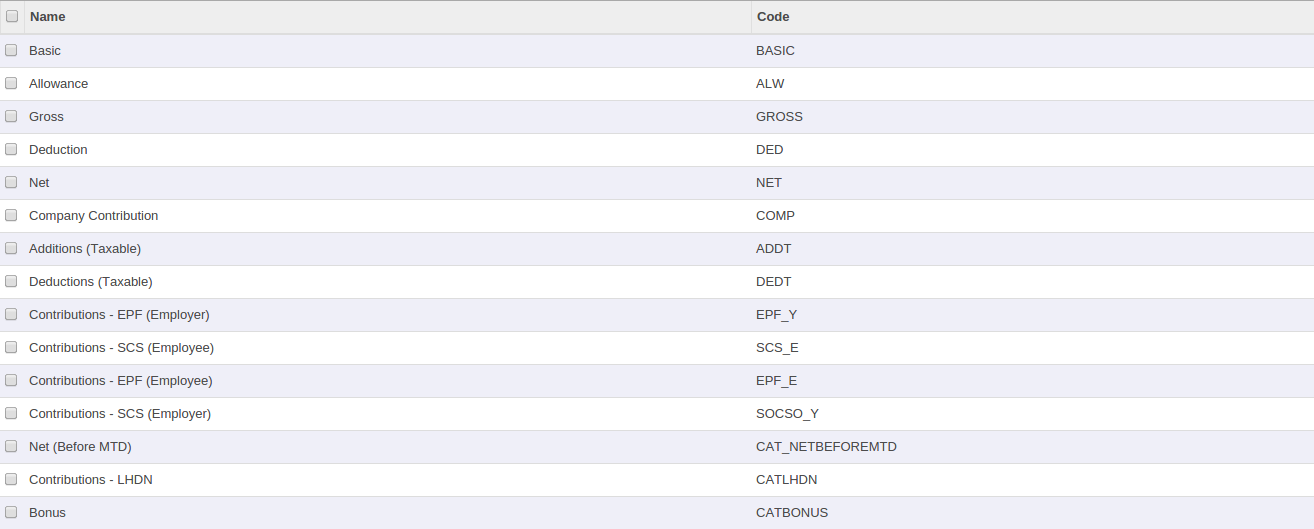 Name Code
Basic BASIC
Allowance ALW
Gross GROSS
Deduction DED
Net NET
Company Contribution COMP
Additions (Taxable) ADDT
Deductions (Taxable) DEDT
Contributions - EPF (Employer) EPF_Y
Contributions - SCS (Employee) SCS_E
Contributions - EPF (Employee) EPF_E
Contributions - SCS (Employer) SOCSO_Y
Net (Before MTD) CAT_NETBEFOREMTD
Contributions - LHDN CATLHDN
Bonus CATBONUS